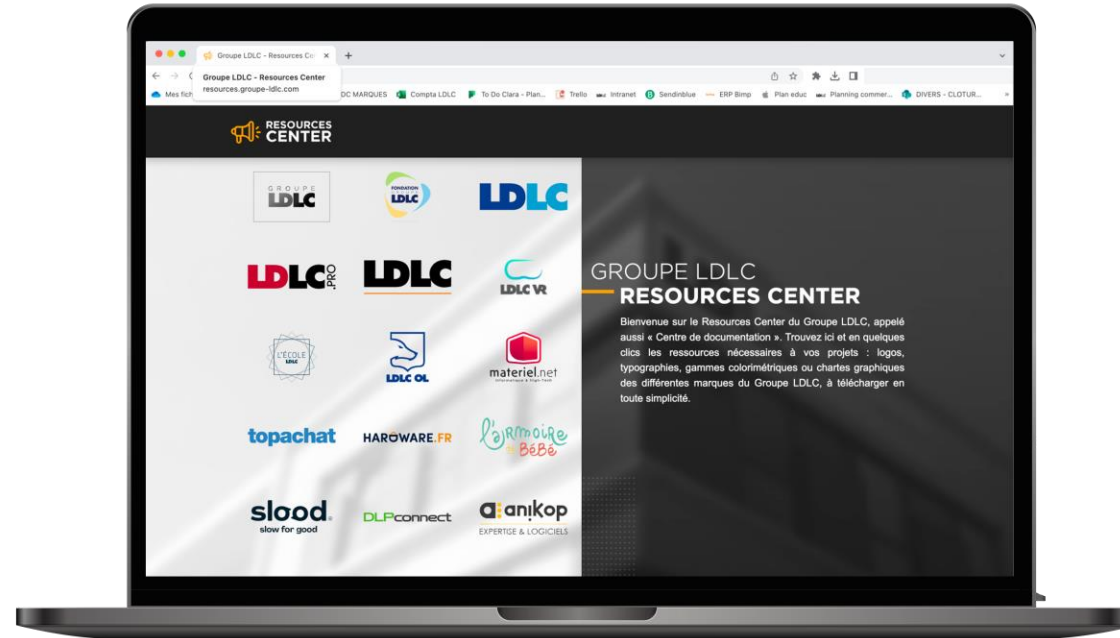 Groupe LDLC - Resources Ce
Groupe LDLC - Resources Center
resources.groupe-ldlc.com
Mes fich
DC MARQUES
Compta LDLC
To Do Clara - Plan...
Trello
Intranet
Sendinblue
ERP Bimp
Plan educ
Planning commer...
DIVERS - CLOTUR...
RESOURCES
CENTER
GROUPE
LDLC
FONDATION
LDLC
LDLC
LDLC.PRO
LDLC
LDLC VR
L'ÉCOLE
LDLC
LDLC OL
materiel.net
Informatique & High-Tech
topachat
HARDWARE.FR
l'aRmoiRe
de BéBé
slood.
slow for good
DLPconnect
anikop
EXPERTISE & LOGICIELS
GROUPE LDLC
RESOURCES CENTER
Bienvenue sur le Resources Center du Groupe LDLC, appelé
aussi « Centre de documentation ». Trouvez ici et en quelques
clics les ressources nécessaires à vos projets : logos,
typographies, gammes colorimétriques ou chartes graphiques
des différentes marques du Groupe LDLC, à télécharger en
toute simplicité.